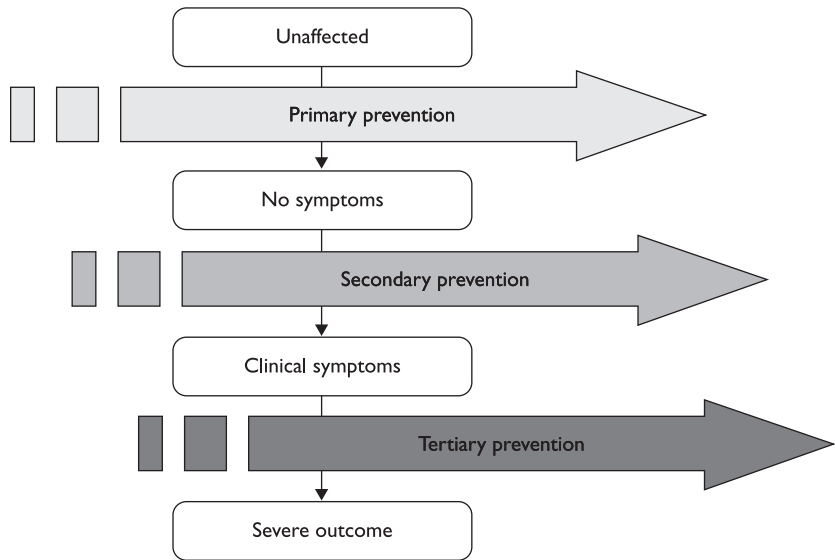 Unaffected
Primary prevention
No symptoms
Secondary prevention
Clinical symptoms
Tertiary prevention
Severe outcome